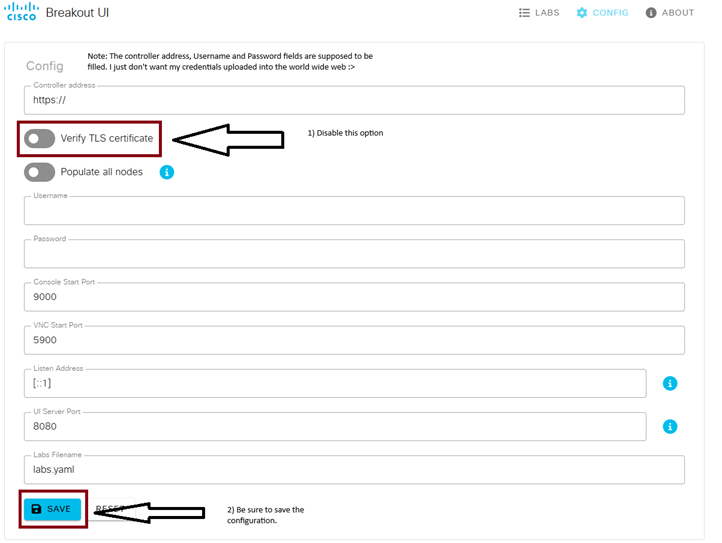 CISCO
Breakout UI
LABS
CONFIG
ABOUT
Config
Note: The controller address, Username and Password fields are supposed to be
filled. I just don't want my credentials uploaded into the world wide web :>
Controller address
https://
Verify TLS certificate
1) Disable this option
Populate all nodes
Username
Password
Console Start Port
9000
VNC Start Port
5900
Listen Address
[::1]
UI Server Port
8080
Labs Filename
labs.yaml
SAVE
RESET
2) Be sure to save the
configuration.